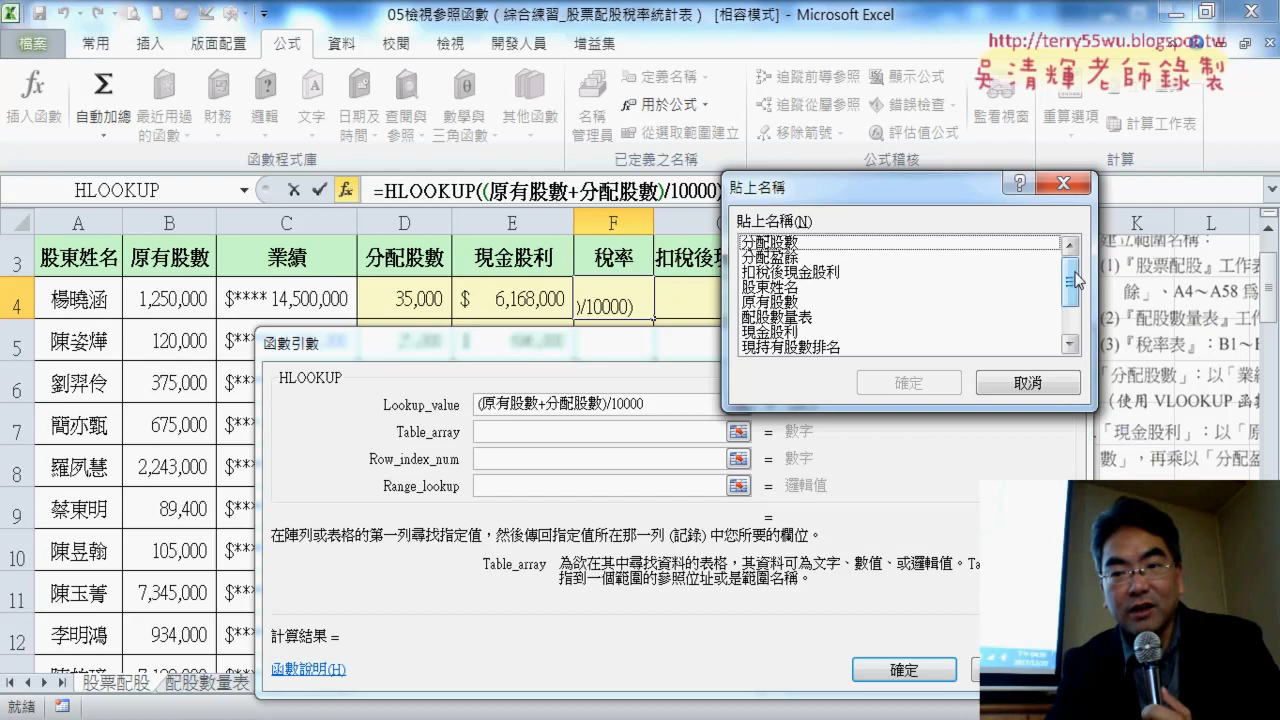 05檢視參照函數（綜合練習_股票配股稅率統計表） [相容模式] - Microsoft Excel
檔案 常用 插入 版面配置 公式 資料 校閱 檢視 開發人員 增益集
http://terry55wu.blogspot.tw
吳清輝老師錄製
插入函數 自動加總 最近用過的函數 財務 邏輯 文字 日期及時間 查閱與參照 數學與三角函數 其他函數
函數程式庫
名稱管理員 定義名稱 用於公式 從選取範圍建立
已定義之名稱
追蹤前導參照 追蹤從屬參照 移除箭號 顯示公式 錯誤檢查 評估值公式 監看視窗
公式稽核
重算選項 計算工作表
計算
HLOOKUP =HLOOKUP((原有股數+分配股數)/10000)
A B C D E F K L
3 股東姓名 原有股數 業績 分配股數 現金股利 稅率 扣稅後現
4 楊曉涵 1,250,000 $**** 14,500,000 35,000 $ 6,168,000 )/10000)
5 陳姿燁 120,000 $***
6 劉羿伶 375,000 $***
7 簡亦甄 675,000 $***
8 羅夙慧 2,243,000 $***
9 蔡東明 89,400 $***
10 陳昱翰 105,000 $***
11 陳玉菁 7,345,000 $***
12 李明鴻 934,000 $***
貼上名稱
貼上名稱(N)
分配股數
分配盈餘
扣稅後現金股利
股東姓名
原有股數
配股數量表
現金股利
現持有股數排名
確定 取消
函數引數
HLOOKUP
Lookup_value (原有股數+分配股數)/10000
Table_array = 數字
Row_index_num = 數字
Range_lookup = 邏輯值
=
在陣列或表格的第一列尋找指定值，然後傳回指定值所在那一列 (記錄) 中您所要的欄位。
Table_array 為欲在其中尋找資料的表格，其資料可為文字、數值、或邏輯值。Ta
指到一個範圍的參照位址或是範圍名稱。
計算結果 =
函數說明(H)
確定
建立範圍名稱：
(1)『股票配股』工作
餘」、A4～A58 為
(2)『配股數量表』工
(3)『稅率表』：B1～E
「分配股數」：以「業
（使用 VLOOKUP 函
「現金股利」：以「原
數」，再乘以「分配盈
股票配股 配股數量表
就緒